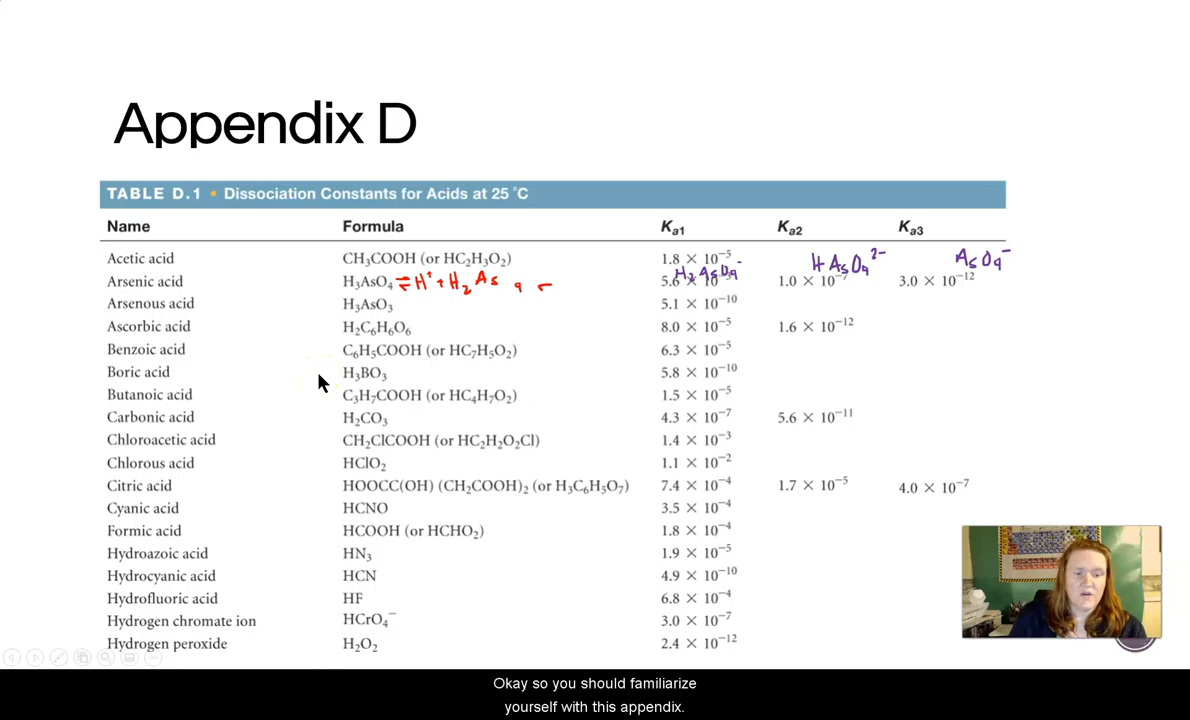 Appendix D
TABLE D.1 • Dissociation Constants for Acids at 25 °C
Name Formula Ka1 Ka2 Ka3
Acetic acid CH₃COOH (or HC₂H₃O₂) 1.8 × 10⁻⁵
H₂AsO₄⁻ HAsO₄²⁻ AsO₄⁻
Arsenic acid H₃AsO₄ ⇌ H⁺ + H₂As 4 − 5.6 × 10 1.0 × 10⁻⁷ 3.0 × 10⁻¹²
Arsenous acid H₃AsO₃ 5.1 × 10⁻¹⁰
Ascorbic acid H₂C₆H₆O₆ 8.0 × 10⁻⁵ 1.6 × 10⁻¹²
Benzoic acid C₆H₅COOH (or HC₇H₅O₂) 6.3 × 10⁻⁵
Boric acid H₃BO₃ 5.8 × 10⁻¹⁰
Butanoic acid C₃H₇COOH (or HC₄H₇O₂) 1.5 × 10⁻⁵
Carbonic acid H₂CO₃ 4.3 × 10⁻⁷ 5.6 × 10⁻¹¹
Chloroacetic acid CH₂ClCOOH (or HC₂H₂O₂Cl) 1.4 × 10⁻³
Chlorous acid HClO₂ 1.1 × 10⁻²
Citric acid HOOCC(OH) (CH₂COOH)₂ (or H₃C₆H₅O₇) 7.4 × 10⁻⁴ 1.7 × 10⁻⁵ 4.0 × 10⁻⁷
Cyanic acid HCNO 3.5 × 10⁻⁴
Formic acid HCOOH (or HCHO₂) 1.8 × 10⁻⁴
Hydroazoic acid HN₃ 1.9 × 10⁻⁵
Hydrocyanic acid HCN 4.9 × 10⁻¹⁰
Hydrofluoric acid HF 6.8 × 10⁻⁴
Hydrogen chromate ion HCrO₄⁻ 3.0 × 10⁻⁷
Hydrogen peroxide H₂O₂ 2.4 × 10⁻¹²
Okay so you should familiarize
yourself with this appendix.